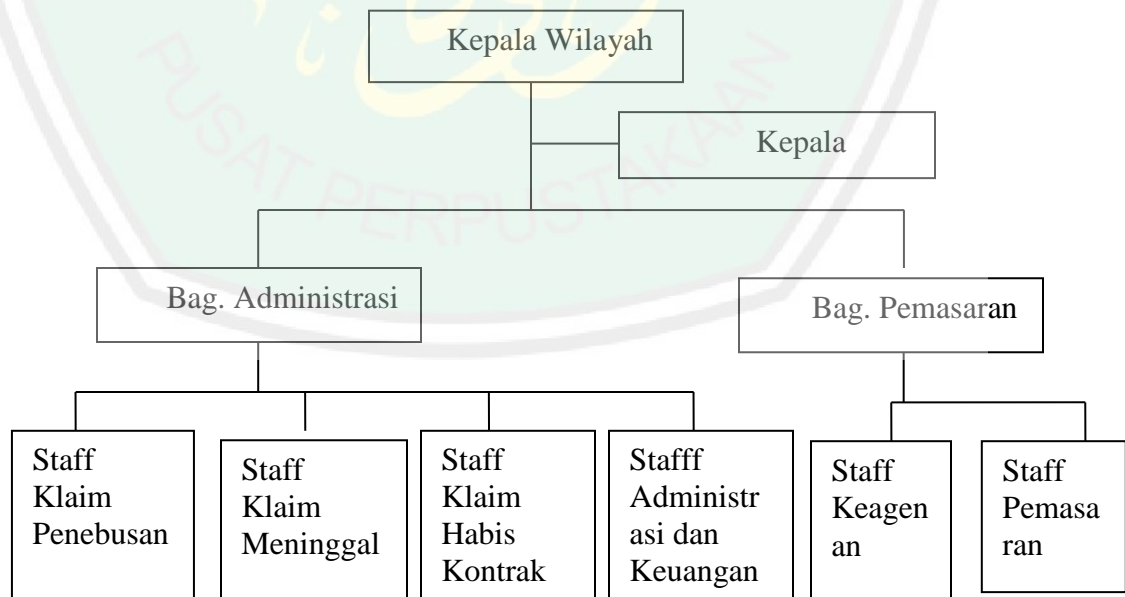 Kepala Wilayah
Kepala
PUSAT PERPUSTAKAAN
Bag. Administrasi
Bag. Pemasaran
Staff
Klaim
Penebusan
Staff
Klaim
Meninggal
Staff
Klaim
Habis
Kontrak
Stafff
Administr
asi dan
Keuangan
Staff
Keagen
an
Staff
Pemasa
ran